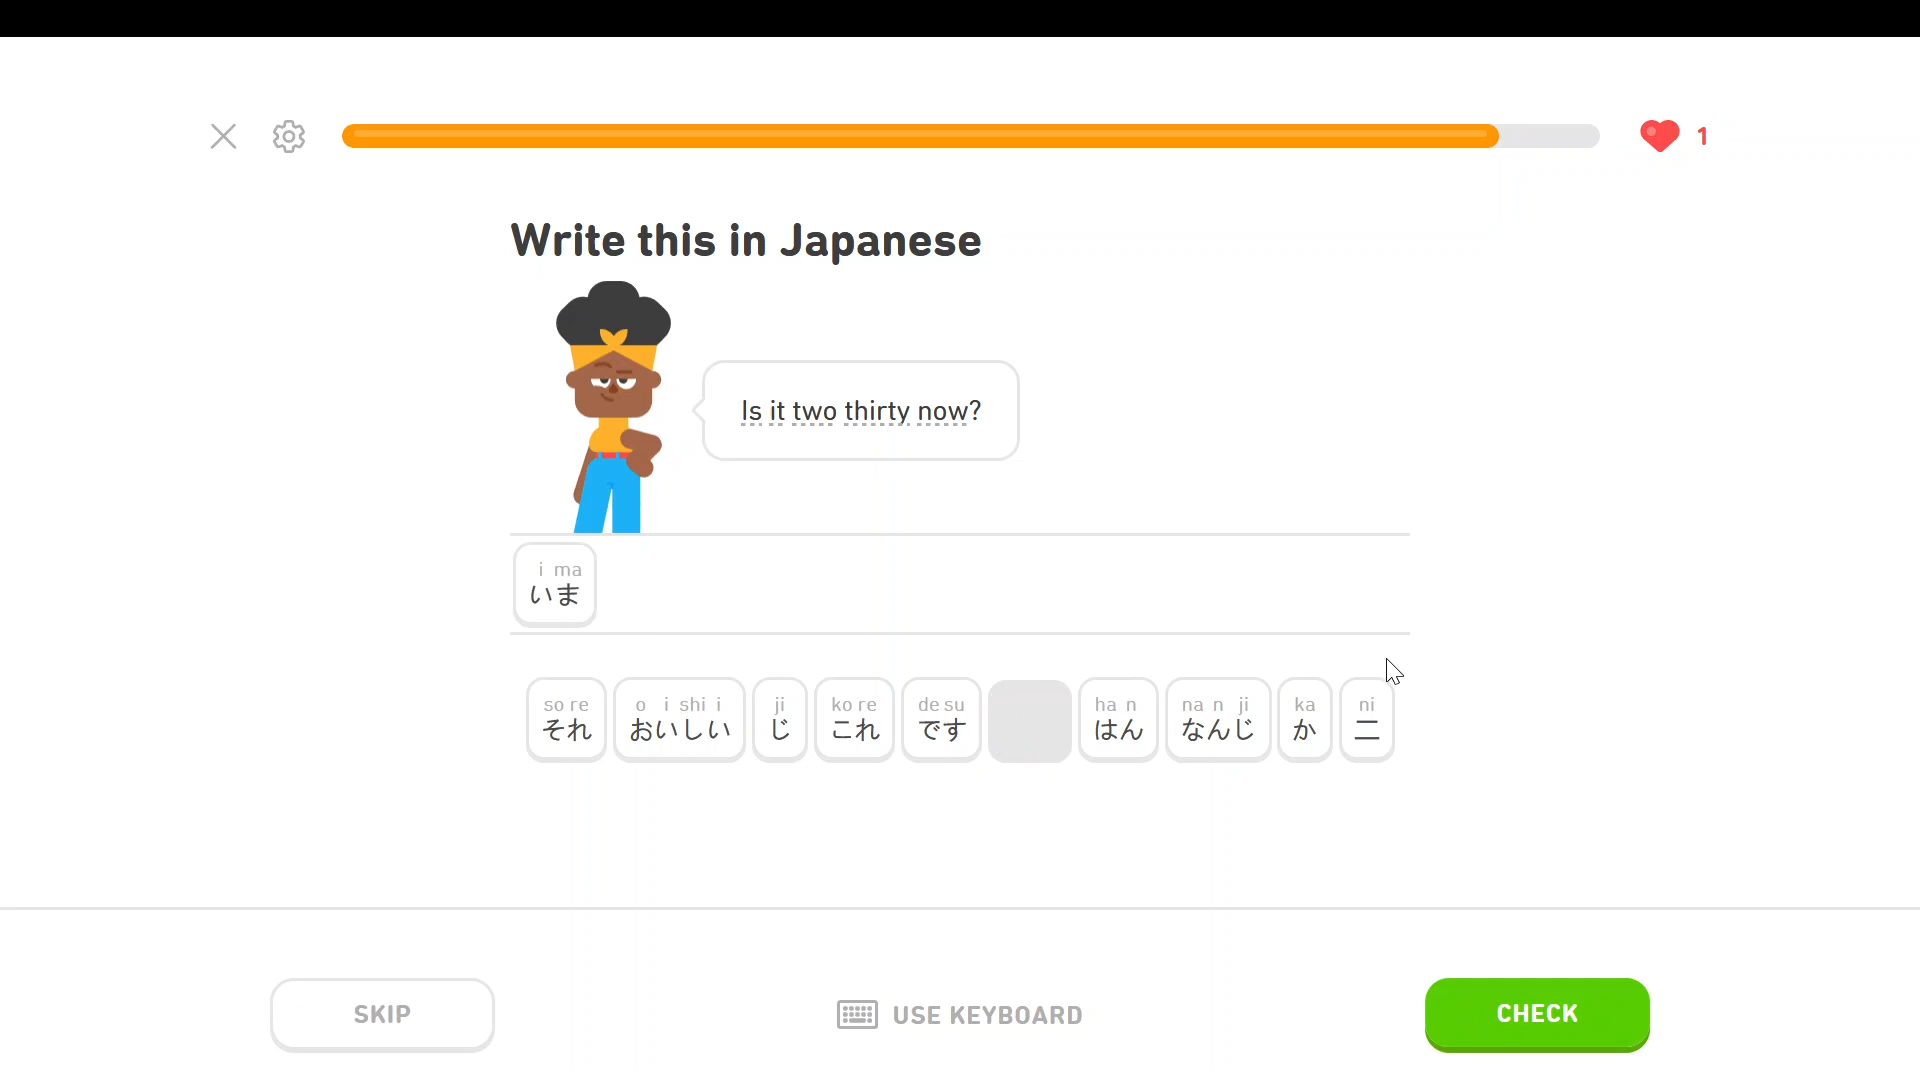 1
Write this in Japanese
Is it two thirty now?
i ma
いま
so re o i shi i ji ko re de su ha n na n ji ka ni
それ おいしい じ これ です はん なんじ か 二
SKIP USE KEYBOARD CHECK